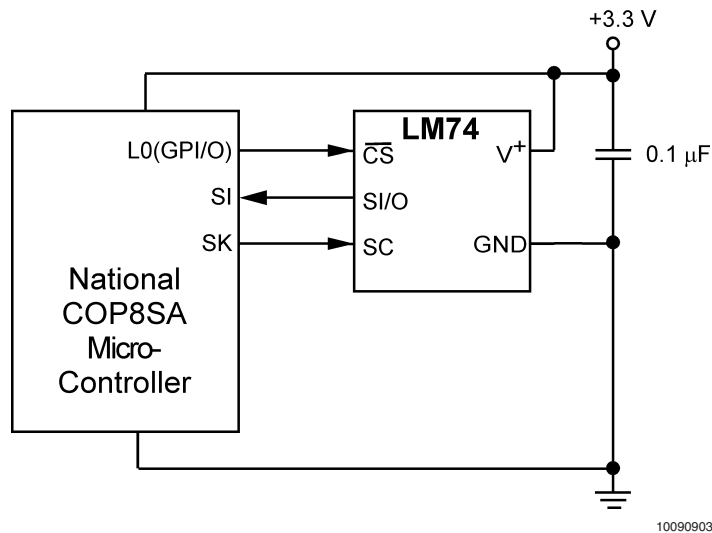 +3.3 V
LM74
L0(GPI/O)
CS
V+
0.1 μF
SI
SI/O
SK
SC
GND
National
COP8SA
Micro-
Controller
10090903